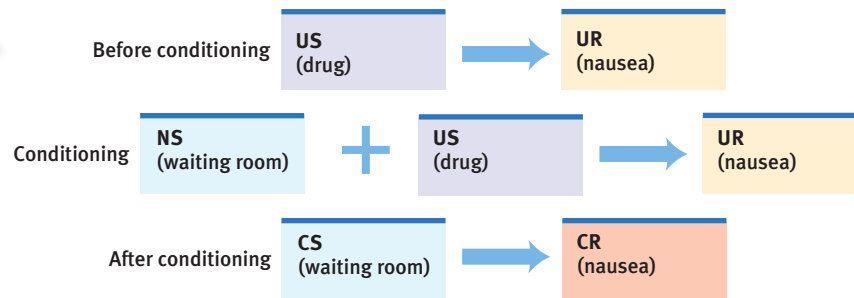 Before conditioning
US
(drug)
UR
(nausea)
Conditioning
NS
(waiting room)
US
(drug)
UR
(nausea)
After conditioning
CS
(waiting room)
CR
(nausea)